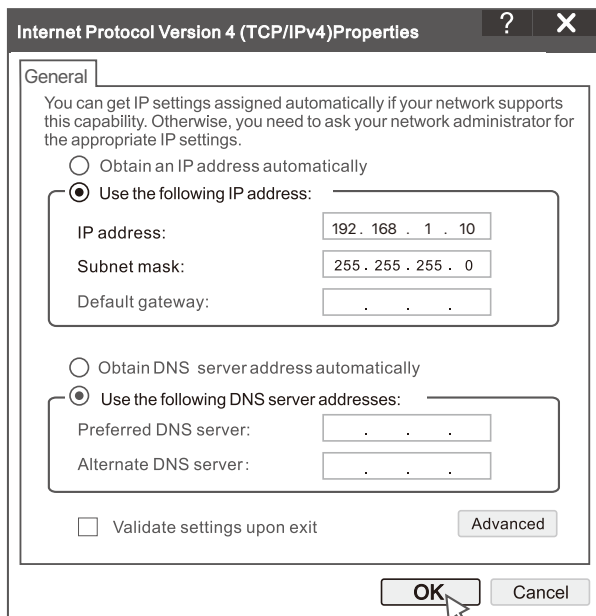 Internet Protocol Version 4 (TCP/IPv4)Properties
? X
General
You can get IP settings assigned automatically if your network supports
this capability. Otherwise, you need to ask your network administrator for
the appropriate IP settings.
Obtain an IP address automatically
Use the following IP address:
IP address: 192. 168 . 1 . 10
Subnet mask: 255. 255. 255. 0
Default gateway: . . .
Obtain DNS server address automatically
Use the following DNS server addresses:
Preferred DNS server: . . .
Alternate DNS server: . . .
Validate settings upon exit
Advanced
OK Cancel